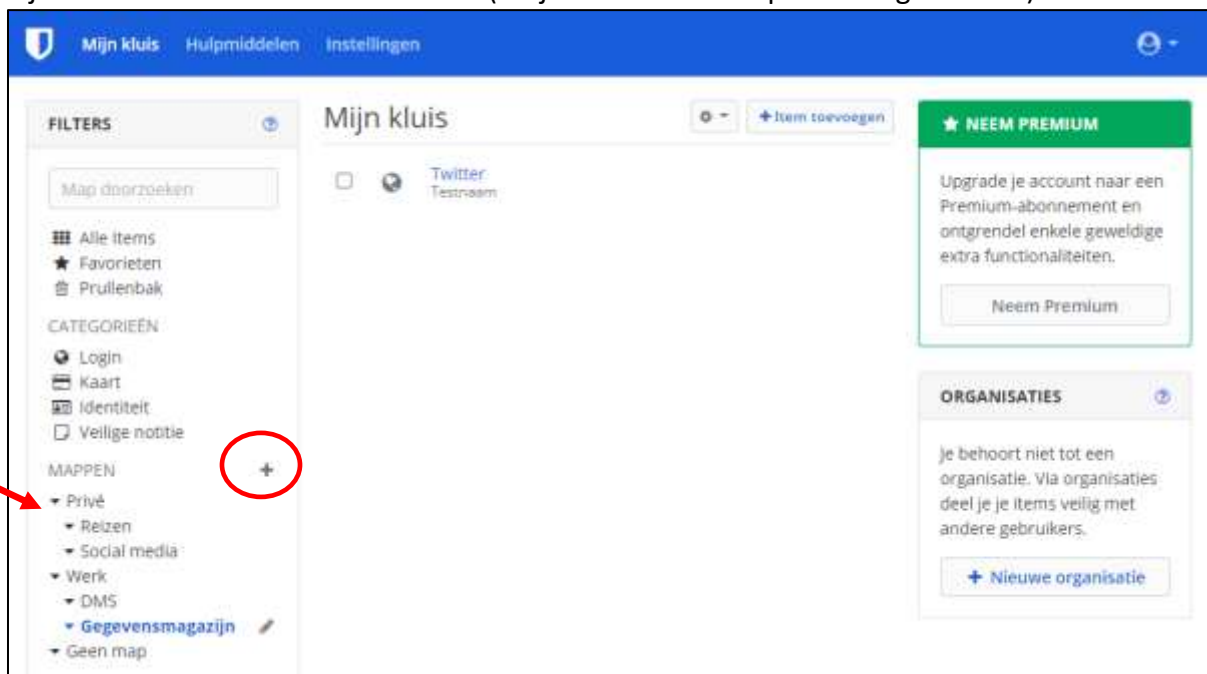 Mijn kluis Hulpmiddelen Instellingen
FILTERS
Map doorzoeken
Alle items
Favorieten
Prullenbak
CATEGORIEËN
Login
Kaart
Identiteit
Veilige notitie
MAPPEN +
Privé
Reizen
Social media
Werk
DMS
Gegevensmagazijn
Geen map
Mijn kluis
+ Item toevoegen
Twitter
Testnaam
NEEM PREMIUM
Upgrade je account naar een
Premium-abonnement en
ontgrendel enkele geweldige
extra functionaliteiten.
Neem Premium
ORGANISATIES
Je behoort niet tot een
organisatie. Via organisaties
deel je je items veilig met
andere gebruikers.
+ Nieuwe organisatie